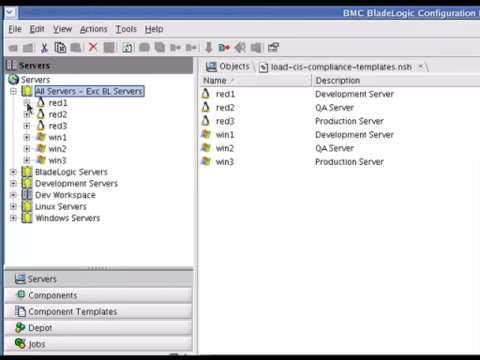 BMC BladeLogic Configuration
File Edit View Actions Tools Help
Servers
Servers
All Servers - Exc BL Servers
red1
red2
red3
win1
win2
win3
BladeLogic Servers
Development Servers
Dev Workspace
Linux Servers
Windows Servers
Servers
Components
Component Templates
Depot
Jobs
Objects load-cis-compliance-templates.nsh
Name Description
red1 Development Server
red2 QA Server
red3 Production Server
win1 Development Server
win2 QA Server
win3 Production Server